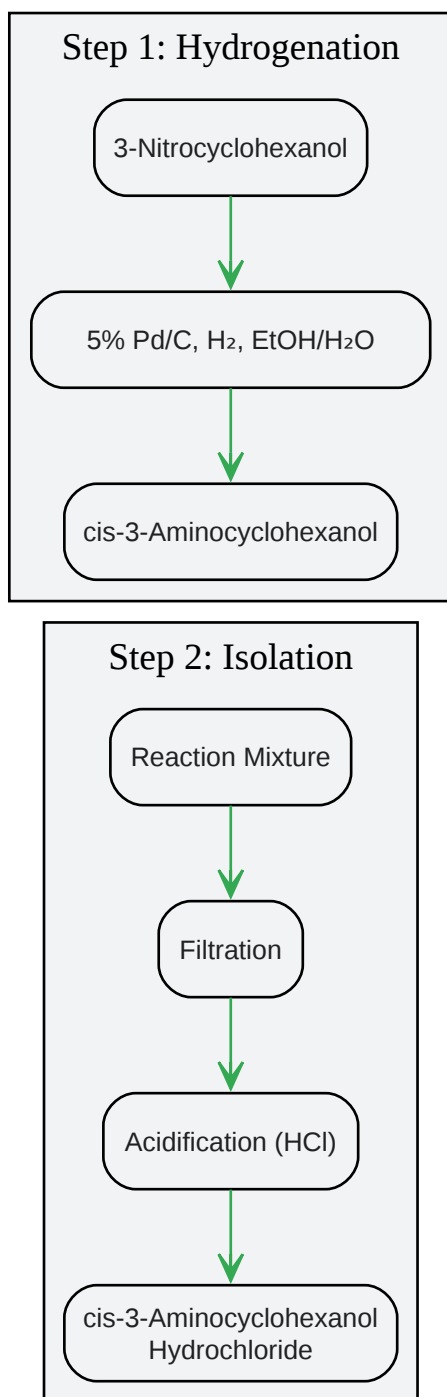 Step 1: Hydrogenation
3-Nitrocyclohexanol
5% Pd/C, H₂, EtOH/H₂O
cis-3-Aminocyclohexanol
Step 2: Isolation
Reaction Mixture
Filtration
Acidification (HCl)
cis-3-Aminocyclohexanol
Hydrochloride